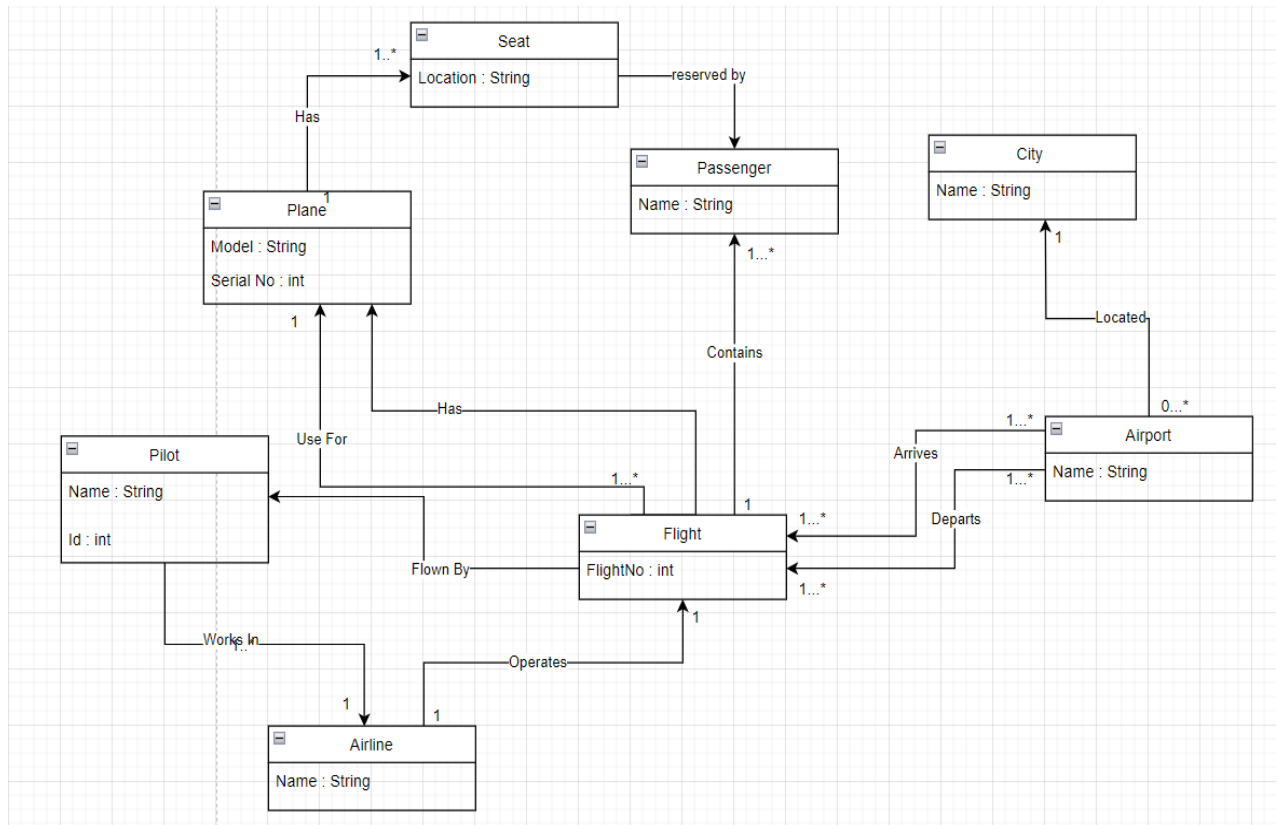 Seat
1..*
Location : String
reserved by
Has
City
Passenger
Name : String
Name : String
1
Plane
Model : String
1
1...*
Serial No : int
1
Located
Contains
Has
0...*
1...*
Airport
Use For
Pilot
Arrives
Name : String
1...*
1...*
Name : String
1
1...*
Departs
Flight
Id : int
Flown By
FlightNo : int
1...*
1
Works In
1..*
Operates
1
1
Airline
Name : String